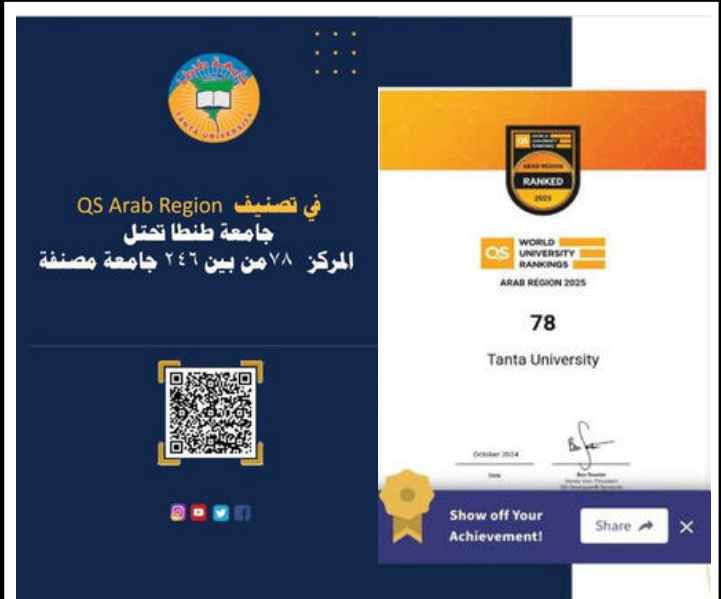 جامعة طنطا
TANTA UNIVERSITY
في تصنيف QS Arab Region
جامعة طنطا تحتل
المركز ٧٨ من بين ٢٤٦ جامعة مصنفة
QS WORLD UNIVERSITY RANKINGS
ARAB REGION
RANKED
2025
QS
WORLD
UNIVERSITY
RANKINGS
ARAB REGION 2025
78
Tanta University
October 2024
Date
Show off Your
Achievement!
Share